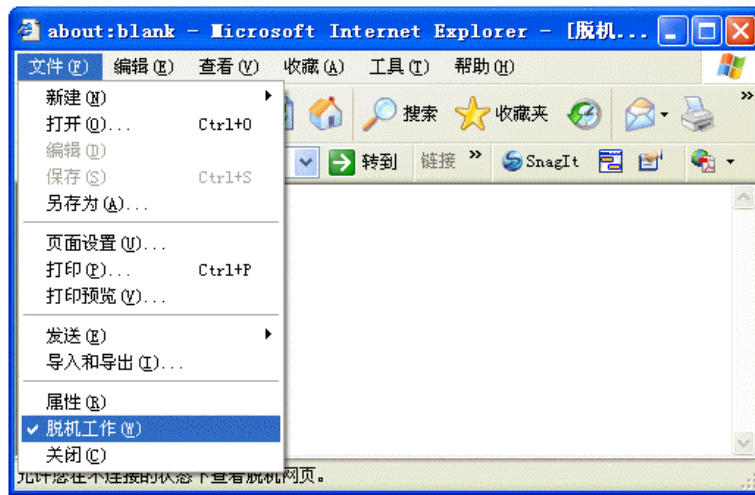 about:blank - Microsoft Internet Explorer - [脱机...
文件(F) 编辑(E) 查看(V) 收藏(A) 工具(T) 帮助(H)
新建(N)
打开(O)... Ctrl+O
编辑(D)
保存(S) Ctrl+S
另存为(A)...
页面设置(U)...
打印(P)... Ctrl+P
打印预览(V)...
发送(E)
导入和导出(I)...
属性(R)
脱机工作(W)
关闭(C)
搜索 收藏夹 »
转到 链接 » SnagIt
允许您在不连接的状态下查看脱机网页。